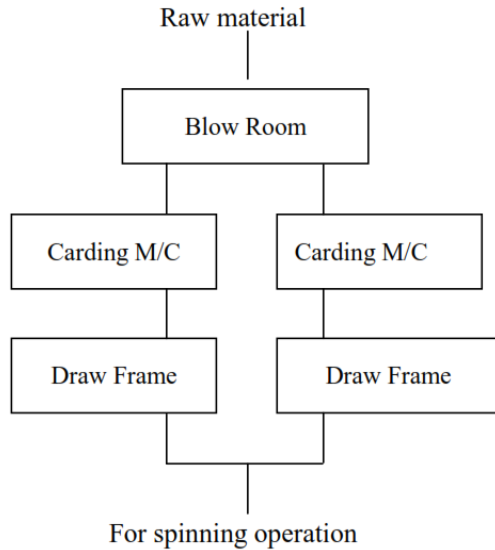 Raw material
Blow Room
Carding M/C
Carding M/C
Draw Frame
Draw Frame
For spinning operation